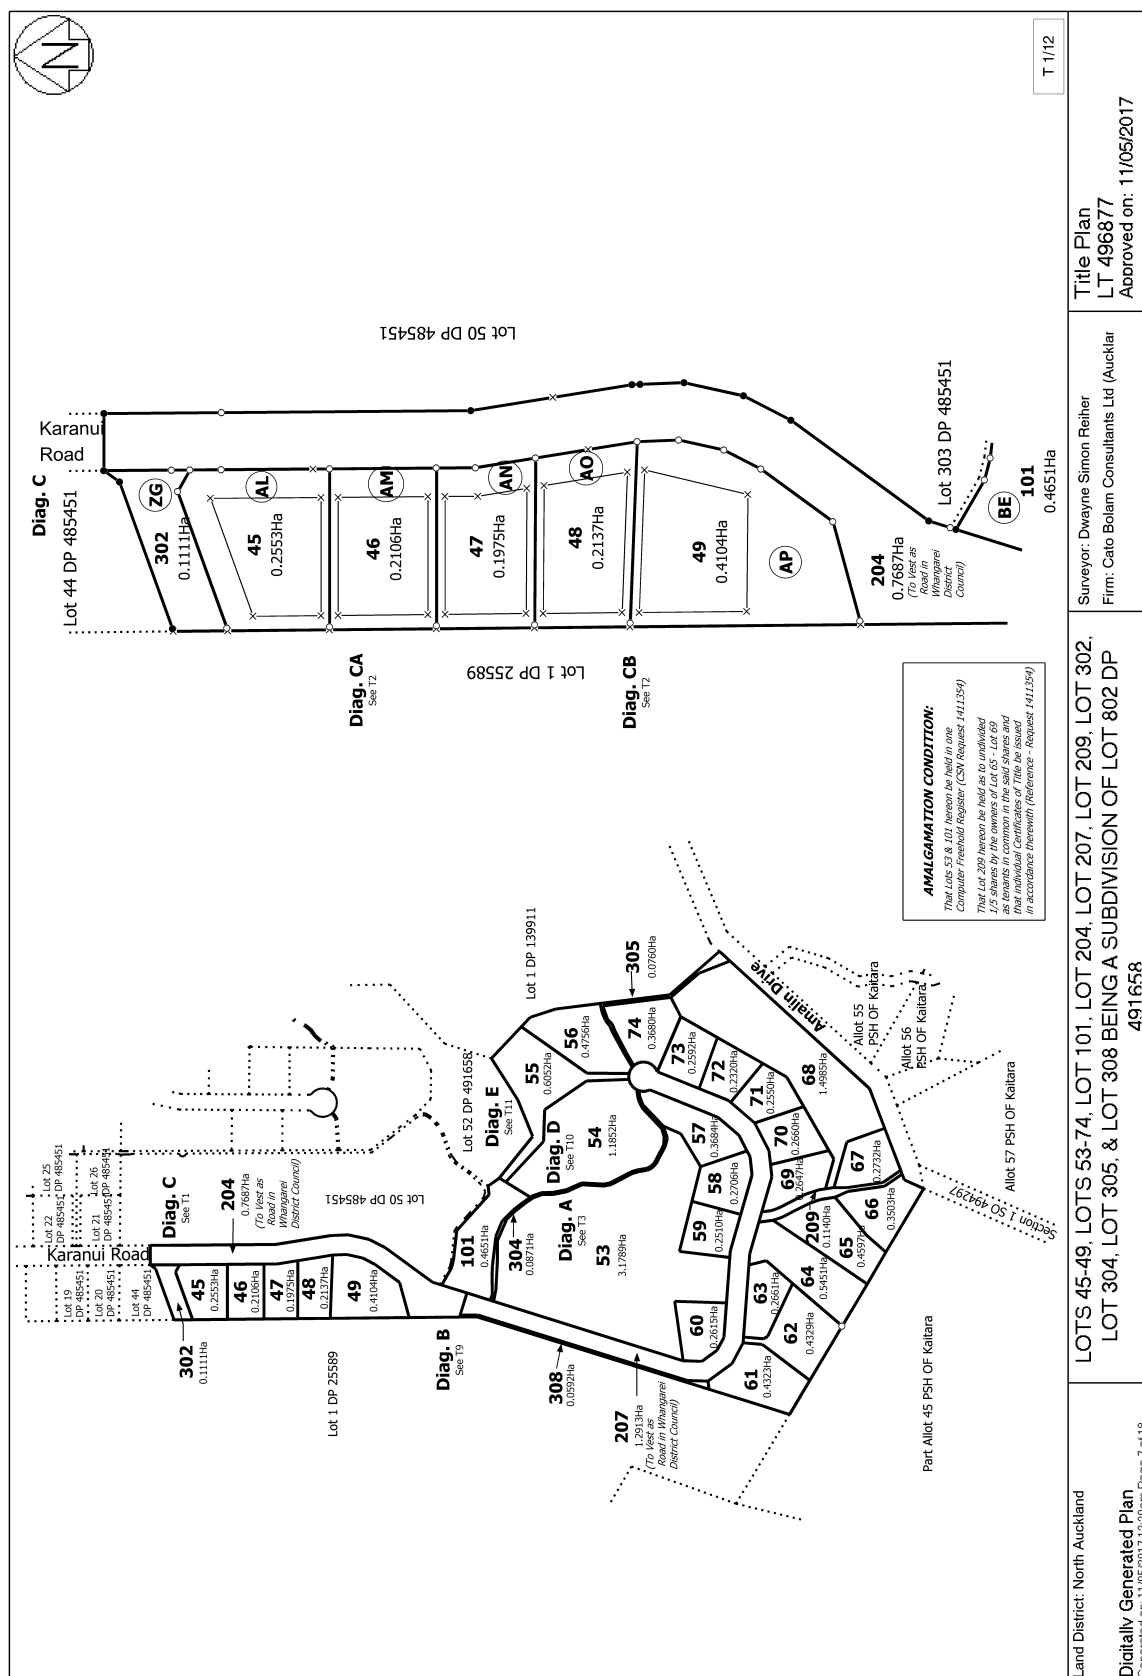 N
T 1/12
Diag. C
Lot 44 DP 485451
Karanui
Road
Lot 50 DP 485451
302
0.1111Ha
ZG
45
0.2553Ha
AL
46
0.2106Ha
AM
47
0.1975Ha
AN
48
0.2137Ha
AO
49
0.4104Ha
AP
204
0.7687Ha
(To Vest as
Road in
Whangarei
District
Council)
Lot 303 DP 485451
BE
101
0.4651Ha
Diag. CA
See T2
Lot 1 DP 25589
Diag. CB
See T2
AMALGAMATION CONDITION:
That Lots 53 & 101 hereon be held in one
Computer Freehold Register (CSN Request 1411354)
That Lot 209 hereon be held as to undivided
1/5 shares by the owners of Lot 65 - Lot 69
as tenants in common in the said shares and
that individual Certificates of Title be issued
in accordance therewith (Reference - Request 1411354)
Lot 25
DP 485451
Lot 26
DP 485451
Lot 22
DP 485451
Lot 21
DP 485451
Karanui Road
Lot 19
DP 485451
Lot 20
DP 485451
Lot 44
DP 485451
Diag. C
See T1
204
0.7687Ha
(To Vest as
Road in
Whangarei
District Council)
302
0.1111Ha
45
0.2553Ha
46
0.2106Ha
47
0.1975Ha
48
0.2137Ha
49
0.4104Ha
Lot 1 DP 25589
Lot 50 DP 485451
Lot 52 DP 491658
Lot 1 DP 139911
Diag. B
See T9
101
0.4651Ha
304
0.0871Ha
Diag. E
See T11
Diag. D
See T10
Diag. A
See T3
53
3.1789Ha
54
1.1852Ha
55
0.6052Ha
56
0.4756Ha
74
0.3680Ha
305
0.0760Ha
73
0.2592Ha
72
0.2320Ha
71
0.2550Ha
70
0.2660Ha
69
0.2647Ha
68
1.4985Ha
67
0.2732Ha
66
0.3503Ha
65
0.4597Ha
209
0.1140Ha
64
0.5451Ha
63
0.2661Ha
62
0.4329Ha
61
0.4323Ha
60
0.2615Ha
59
0.2510Ha
58
0.2706Ha
57
0.3684Ha
308
0.0592Ha
207
1.2913Ha
(To Vest as
Road in Whangarei
District Council)
Amalin Drive
Allot 55
PSH OF Kaitara
Allot 56
PSH OF Kaitara
Allot 57 PSH OF Kaitara
Section 1 SO 494297
Part Allot 45 PSH OF Kaitara
Land District: North Auckland
Digitally Generated Plan
LOTS 45-49, LOTS 53-74, LOT 101, LOT 204, LOT 207, LOT 209, LOT 302,
LOT 304, LOT 305, & LOT 308 BEING A SUBDIVISION OF LOT 802 DP
491658
Surveyor: Dwayne Simon Reiher
Firm: Cato Bolam Consultants Ltd (Aucklar
Title Plan
LT 496877
Approved on: 11/05/2017